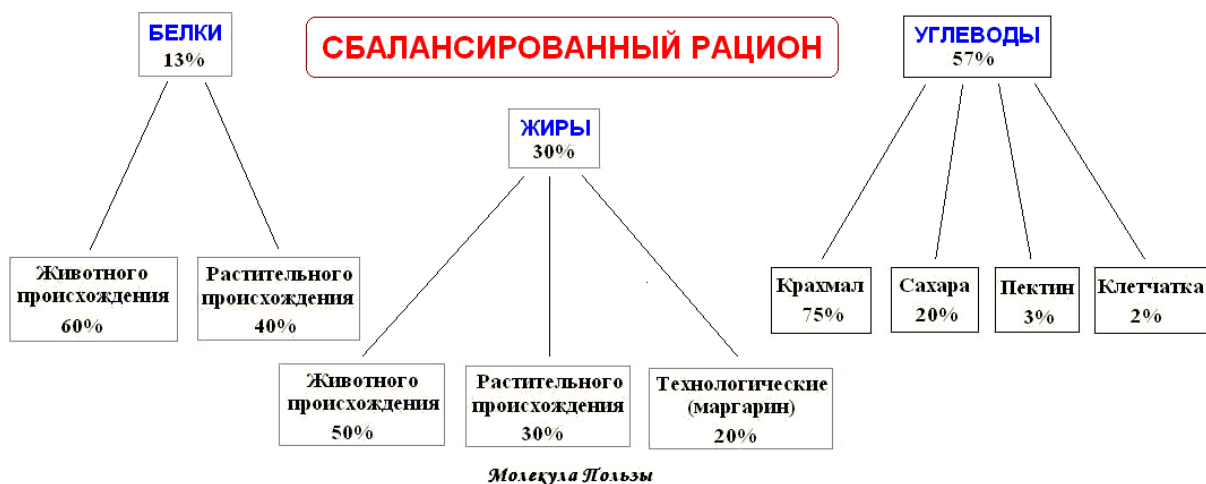 СБАЛАНСИРОВАННЫЙ РАЦИОН
БЕЛКИ
13%
Животного
происхождения
60%
Растительного
происхождения
40%
ЖИРЫ
30%
Животного
происхождения
50%
Растительного
происхождения
30%
Технологические
(маргарин)
20%
УГЛЕВОДЫ
57%
Крахмал
75%
Сахара
20%
Пектин
3%
Клетчатка
2%
Молекула Пользы